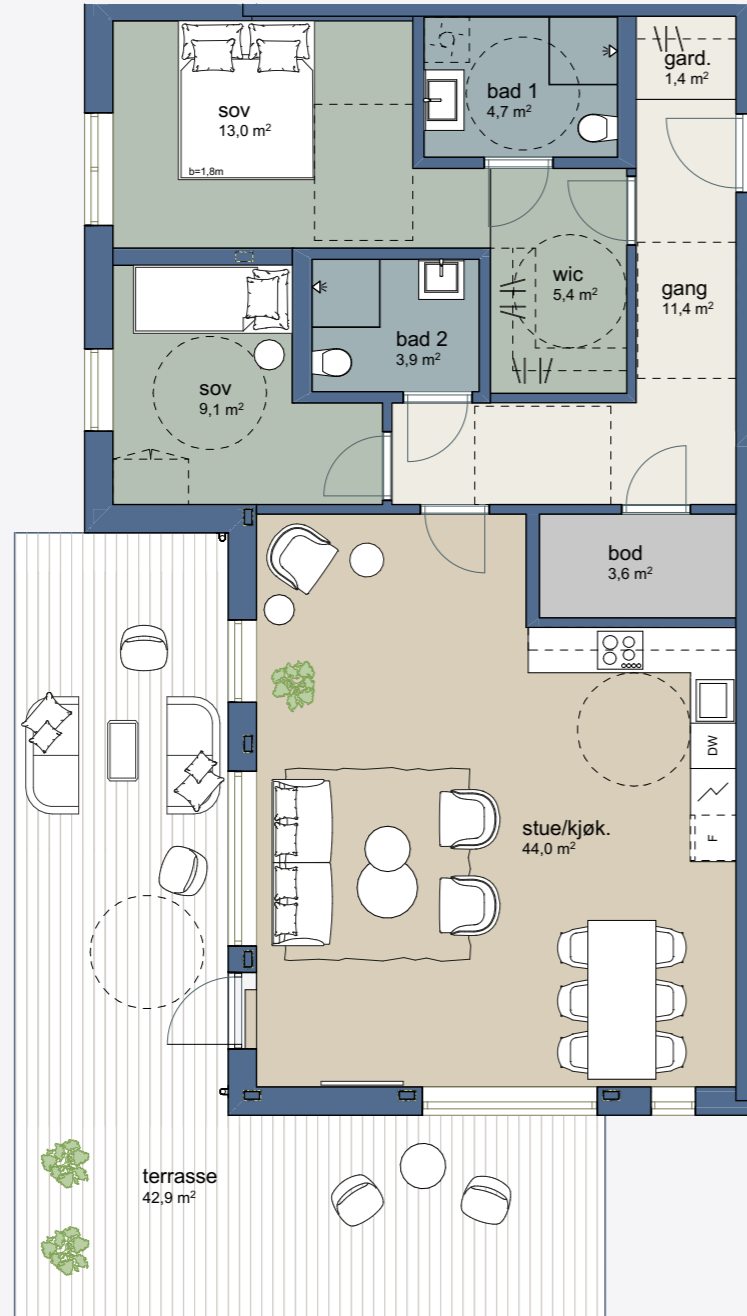 sov
13,0 m²
b=1,8m
bad 1
4,7 m²
gard.
1,4 m²
wic
5,4 m²
gang
11,4 m²
bad 2
3,9 m²
sov
9,1 m²
bod
3,6 m²
DW
F
stue/kjøk.
44,0 m²
terrasse
42,9 m²